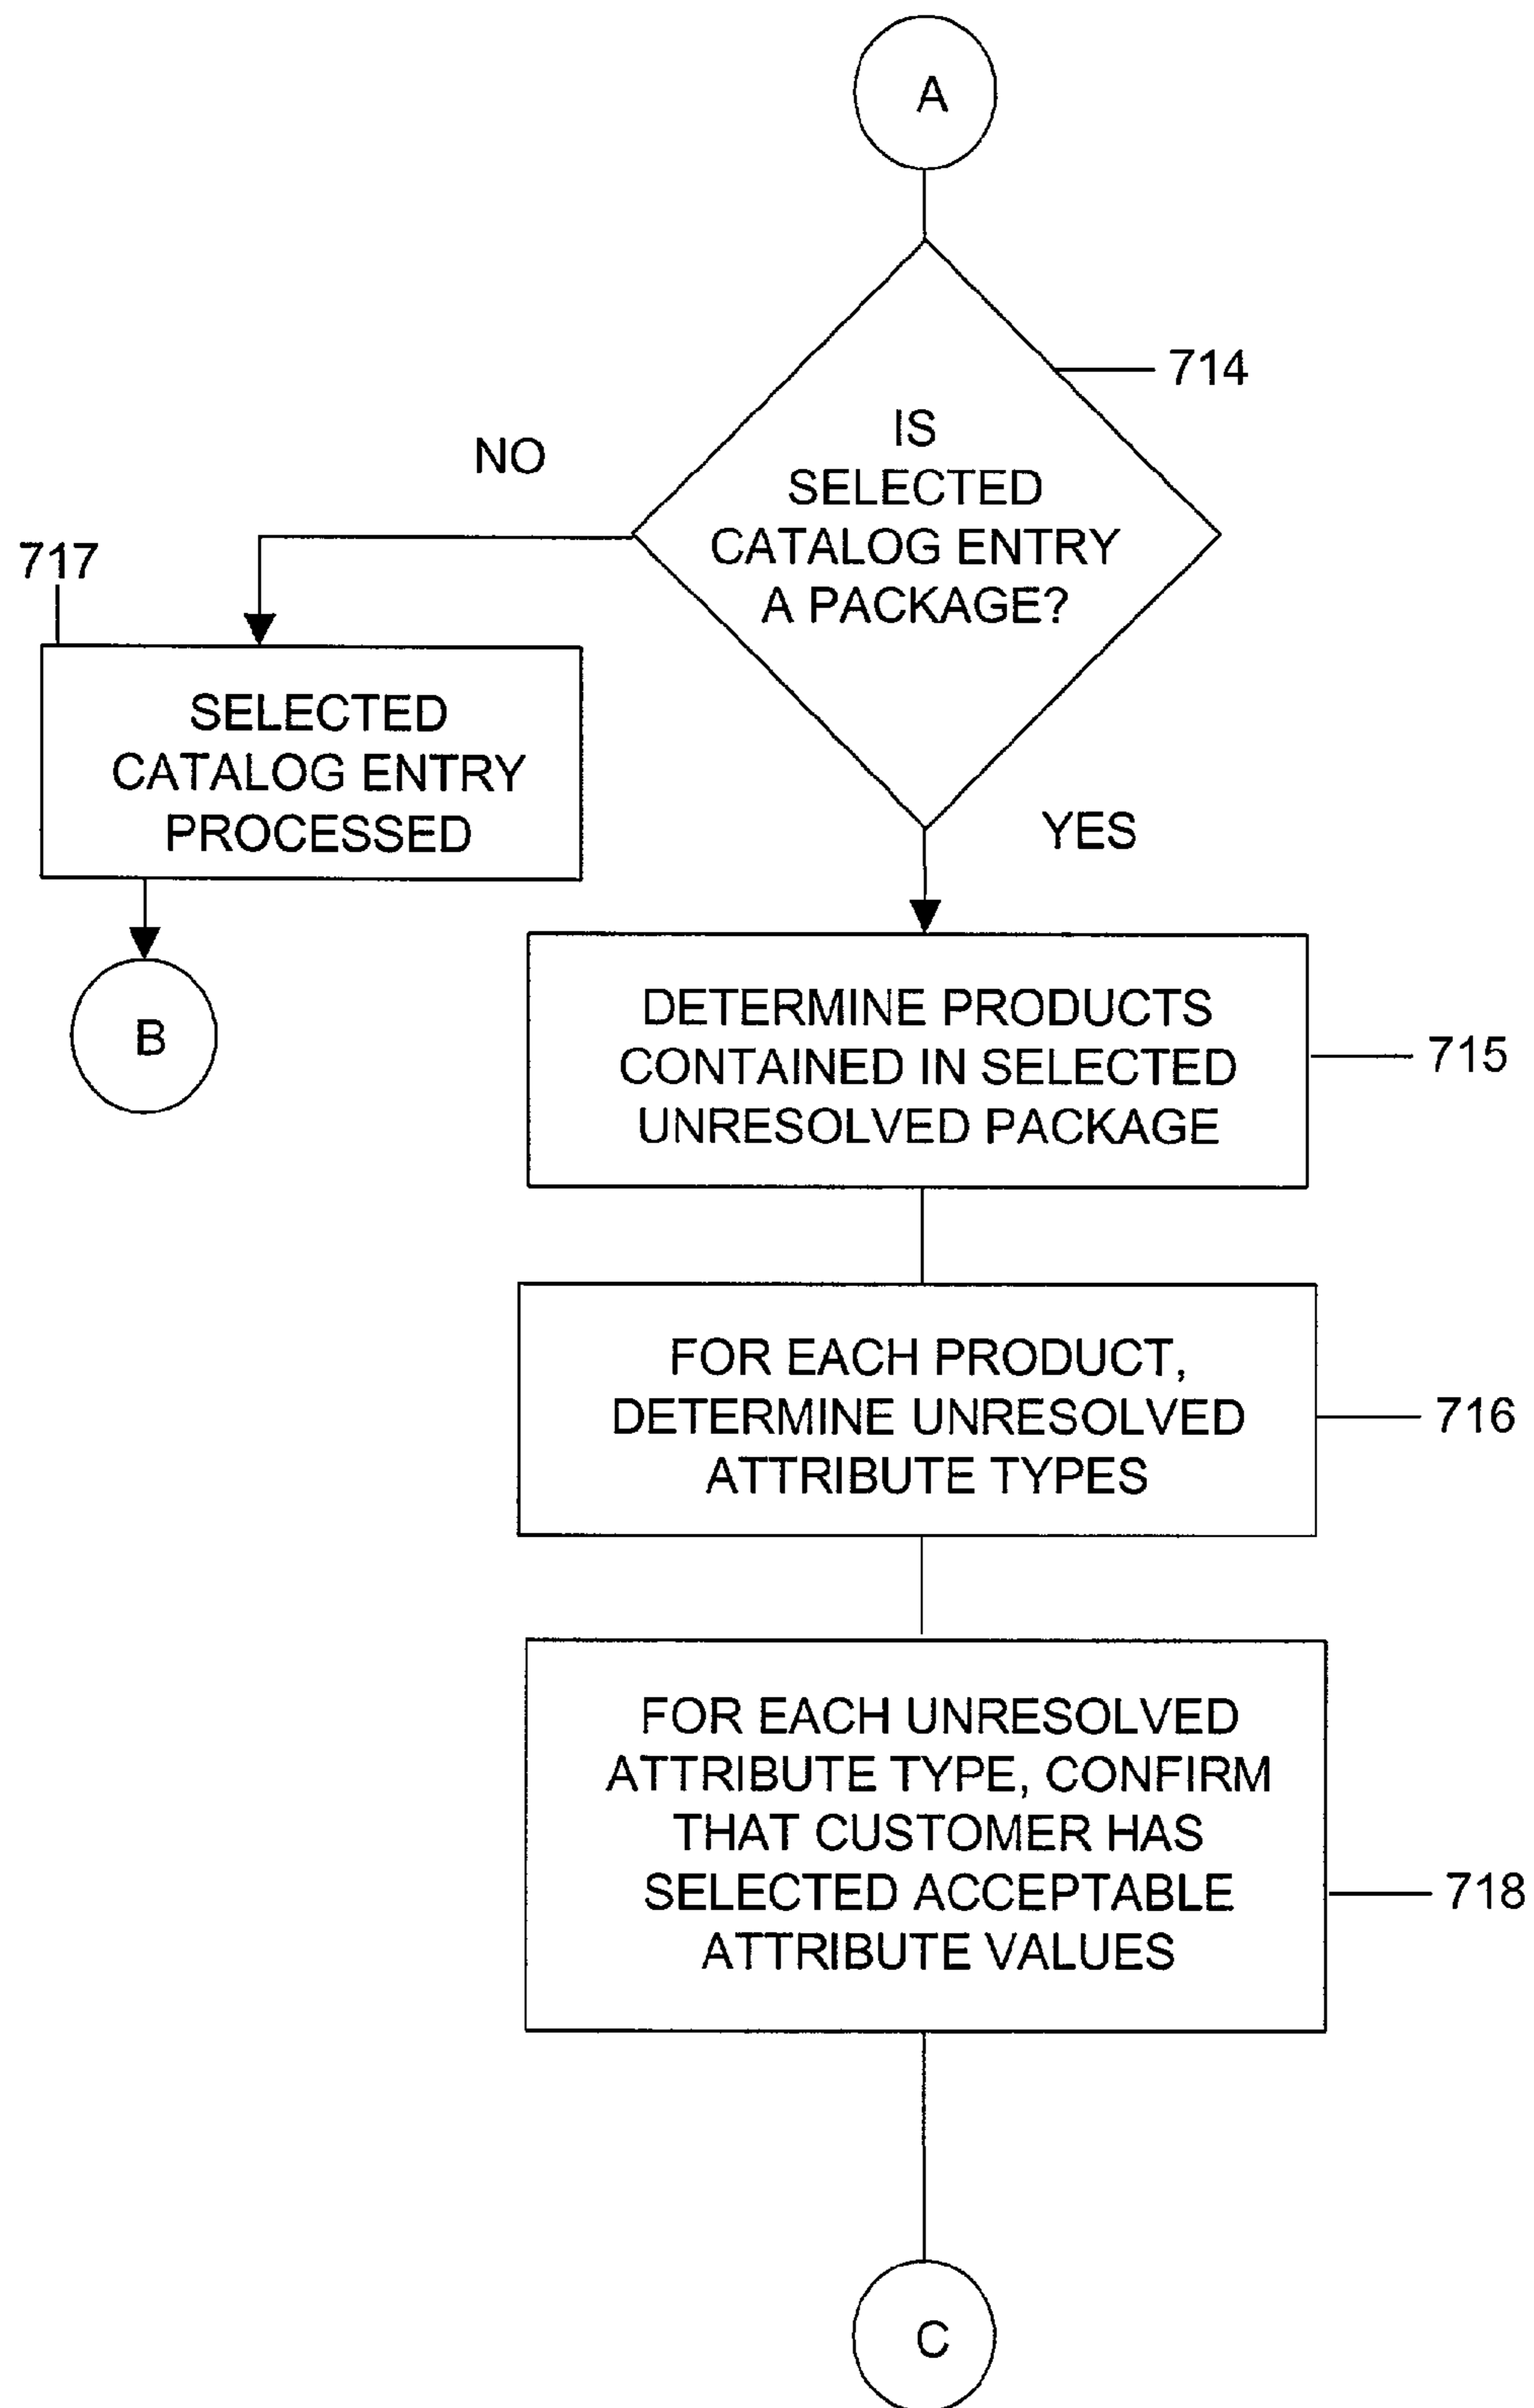 A
714
IS
SELECTED
CATALOG ENTRY
A PACKAGE?
NO
717
SELECTED
CATALOG ENTRY
PROCESSED
YES
B
DETERMINE PRODUCTS
CONTAINED IN SELECTED
UNRESOLVED PACKAGE
715
FOR EACH PRODUCT,
DETERMINE UNRESOLVED
ATTRIBUTE TYPES
716
FOR EACH UNRESOLVED
ATTRIBUTE TYPE, CONFIRM
THAT CUSTOMER HAS
SELECTED ACCEPTABLE
ATTRIBUTE VALUES
718
C